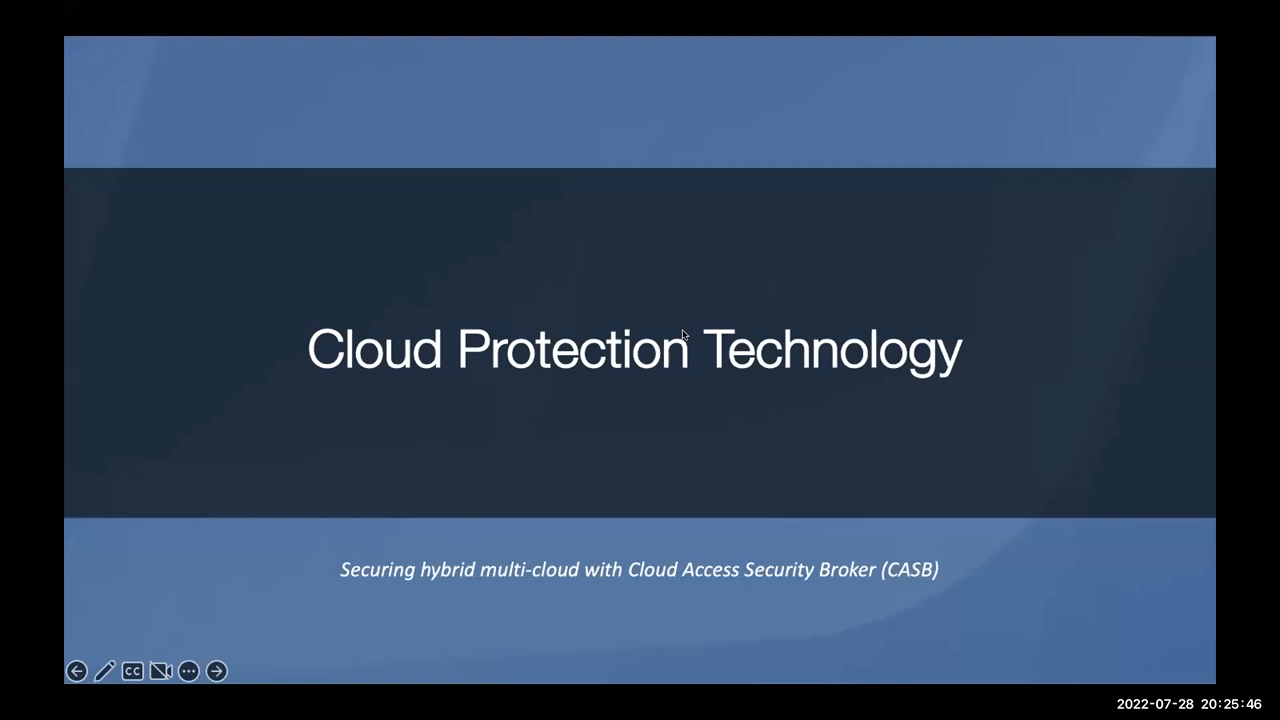 Cloud Protection Technology
Securing hybrid multi-cloud with Cloud Access Security Broker (CASB)
CC
2022-07-28 20:25:46